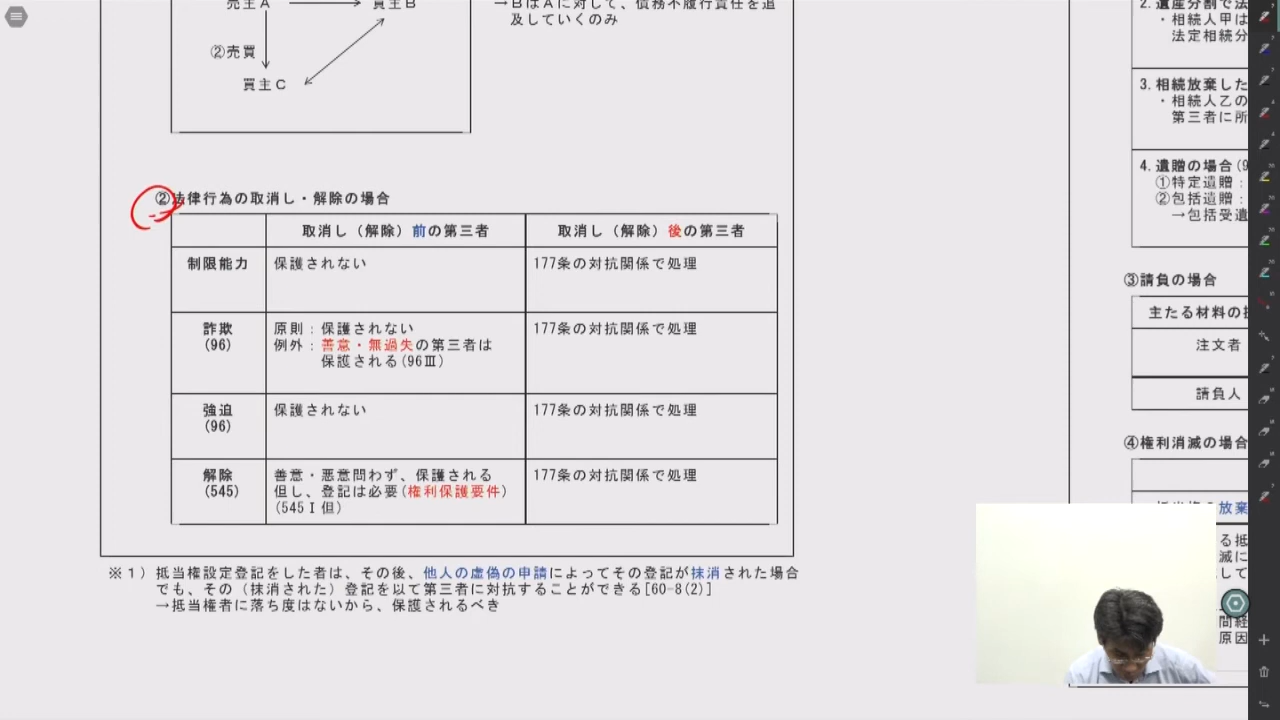 売主A
買主B
→BはAに対して、債務不履行責任を追
及していくのみ
②売買
買主C
②法律行為の取消し・解除の場合
取消し（解除）前の第三者
取消し（解除）後の第三者
制限能力
保護されない
177条の対抗関係で処理
詐欺
(96)
原則：保護されない
例外：善意・無過失の第三者は
保護される(96Ⅲ)
177条の対抗関係で処理
強迫
(96)
保護されない
177条の対抗関係で処理
解除
(545)
善意・悪意問わず、保護される
但し、登記は必要(権利保護要件)
(545Ⅰ但)
177条の対抗関係で処理
※１）抵当権設定登記をした者は、その後、他人の虚偽の申請によってその登記が抹消された場合
でも、その（抹消された）登記を以て第三者に対抗することができる[60-8(2)]
→抵当権者に落ち度はないから、保護されるべき
2.遺産分割で法
・相続人甲は
法定相続分
3.相続放棄した
・相続人乙の
第三者に所
4.遺贈の場合(9
①特定遺贈：
②包括遺贈：
→包括受遺
③請負の場合
主たる材料の
注文者
請負人
④権利消滅の場合
放棄
る抵
滅に
して
間経
原因